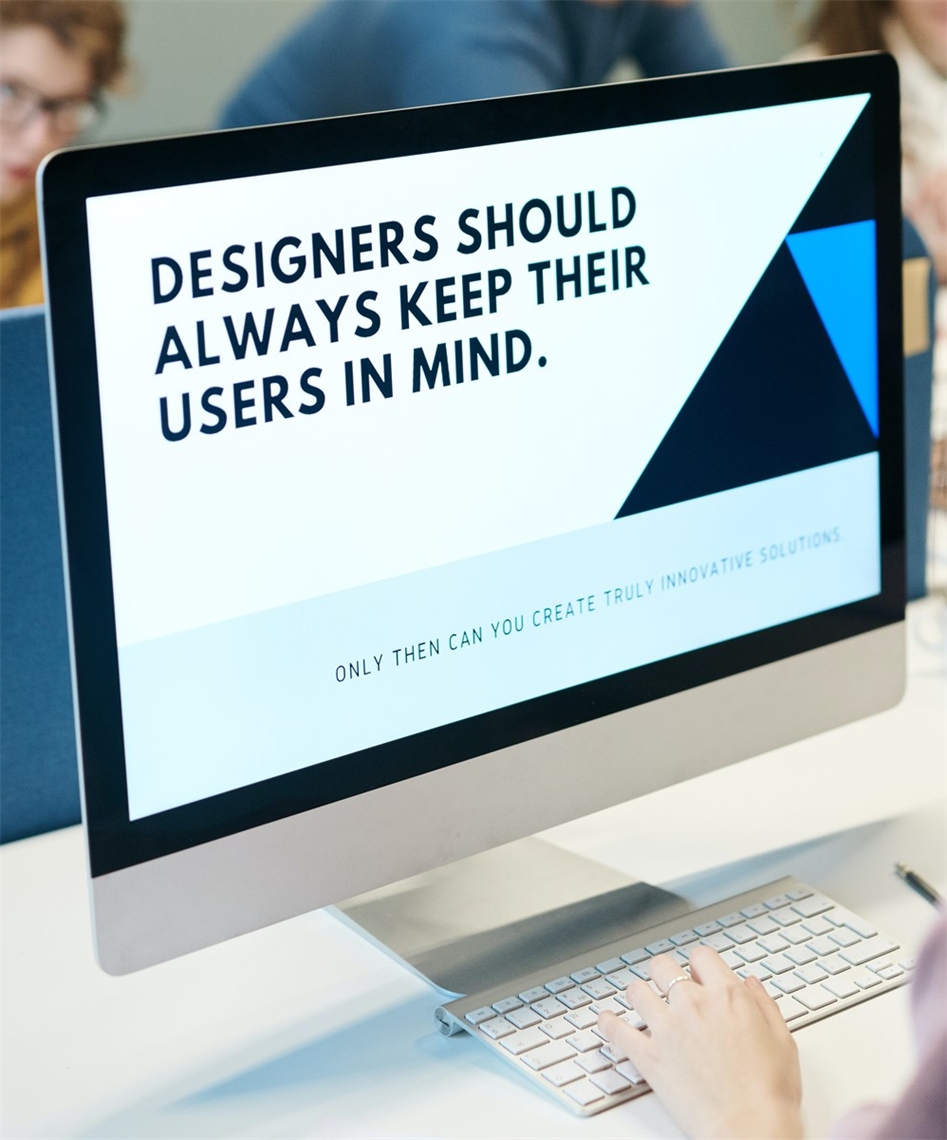 DESIGNERS SHOULD
ALWAYS KEEP THEIR
USERS IN MIND.
ONLY THEN CAN YOU CREATE TRULY INNOVATIVE SOLUTIONS.